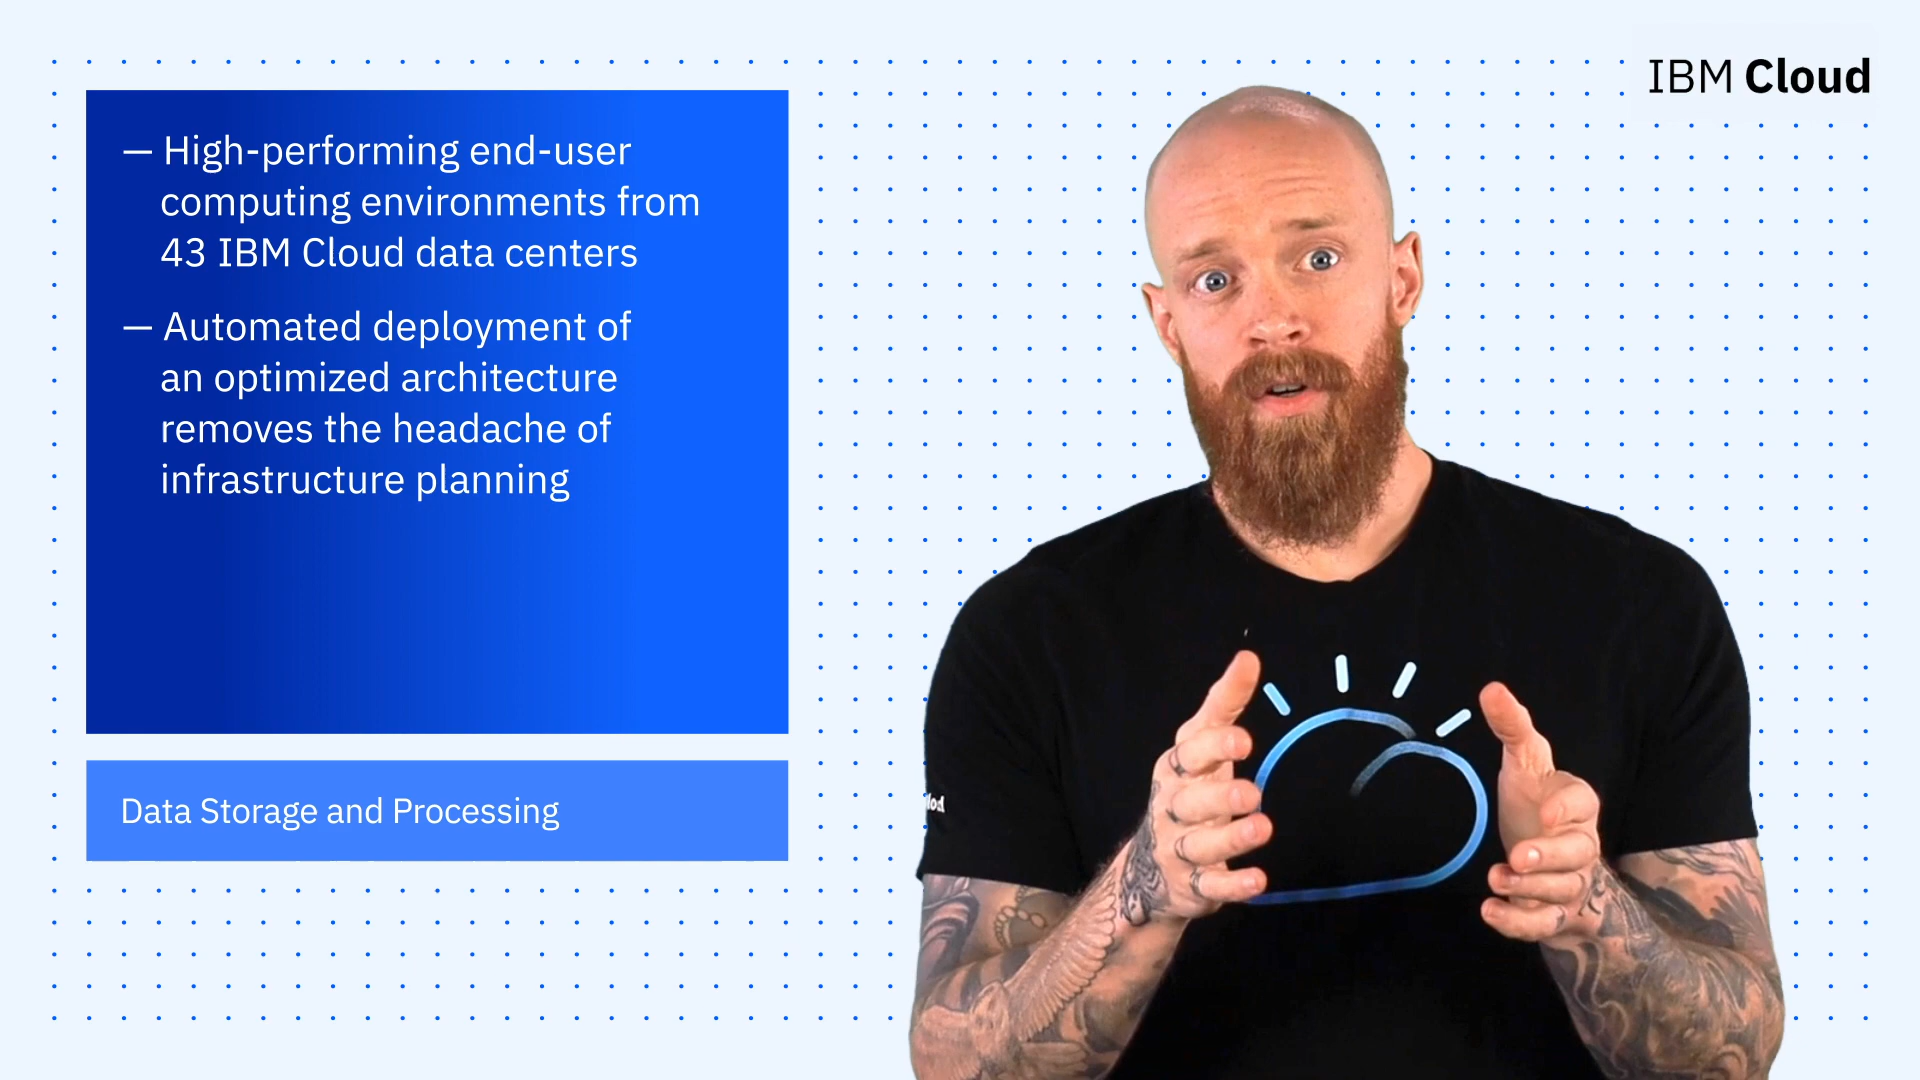 IBM Cloud
— High-performing end-user
computing environments from
43 IBM Cloud data centers
— Automated deployment of
an optimized architecture
removes the headache of
infrastructure planning
Data Storage and Processing